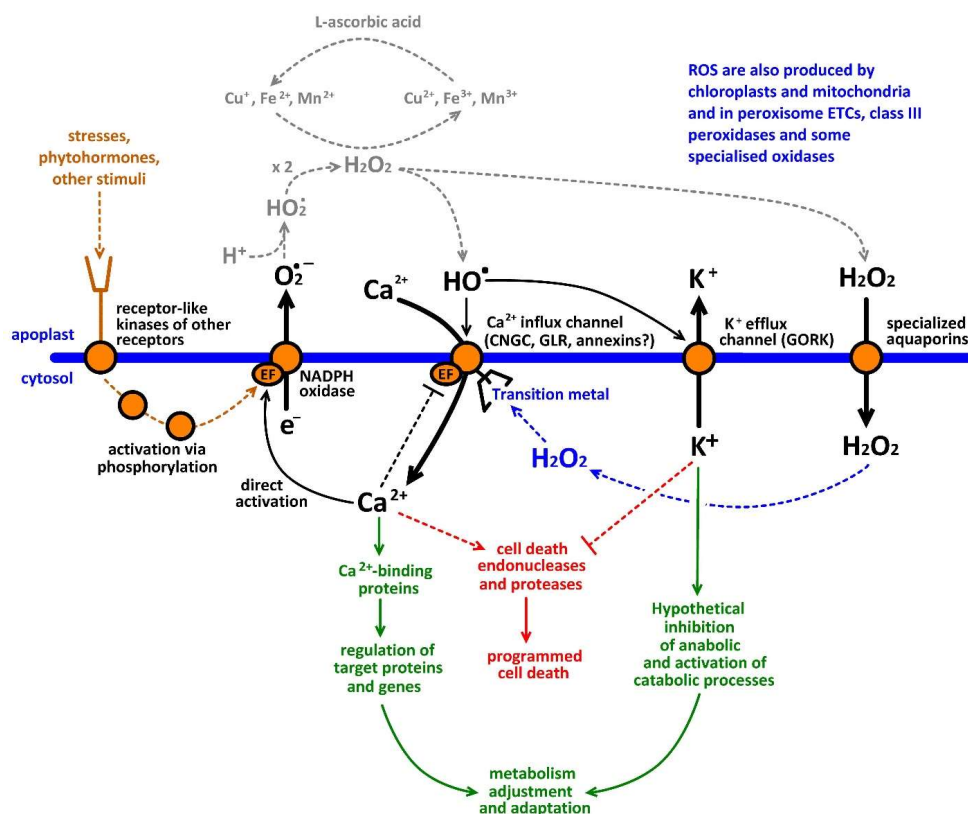 L-ascorbic acid
Cu⁺, Fe²⁺, Mn²⁺
Cu²⁺, Fe³⁺, Mn³⁺
ROS are also produced by
chloroplasts and mitochondria
and in peroxisome ETCs, class III
peroxidases and some
specialised oxidases
stresses,
phytohormones,
other stimuli
x 2
H₂O₂
HO₂•
H⁺
O₂•–
Ca²⁺
HO•
K⁺
H₂O₂
receptor-like
kinases of other
receptors
Ca²⁺ influx channel
(CNGC, GLR, annexins?)
K⁺ efflux
channel (GORK)
specialized
aquaporins
apoplast
cytosol
EF
NADPH
oxidase
EF
Transition metal
e⁻
activation via
phosphorylation
H₂O₂
K⁺
H₂O₂
direct
activation
Ca²⁺
cell death
endonucleases
and proteases
Ca²⁺-binding
proteins
Hypothetical
inhibition
of anabolic
and activation of
catabolic processes
regulation of
target proteins
and genes
programmed
cell death
metabolism
adjustment
and adaptation